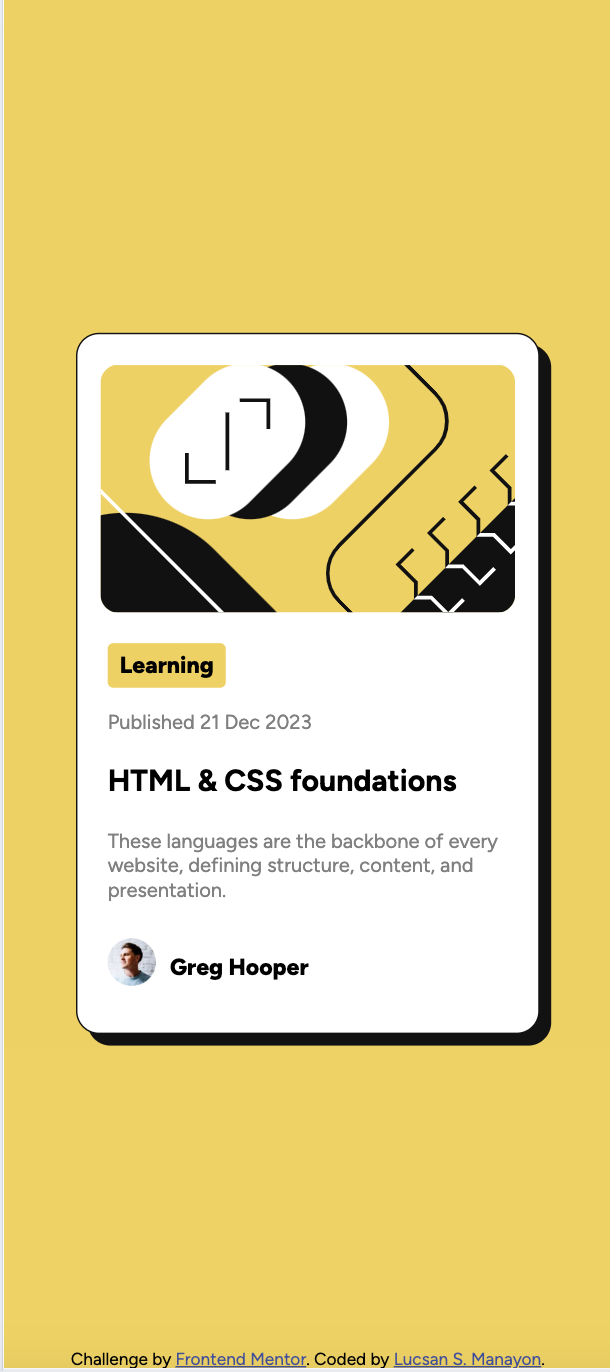 Learning
Published 21 Dec 2023
HTML & CSS foundations
These languages are the backbone of every
website, defining structure, content, and
presentation.
Greg Hooper
Challenge by Frontend Mentor. Coded by Lucsan S. Manayon.